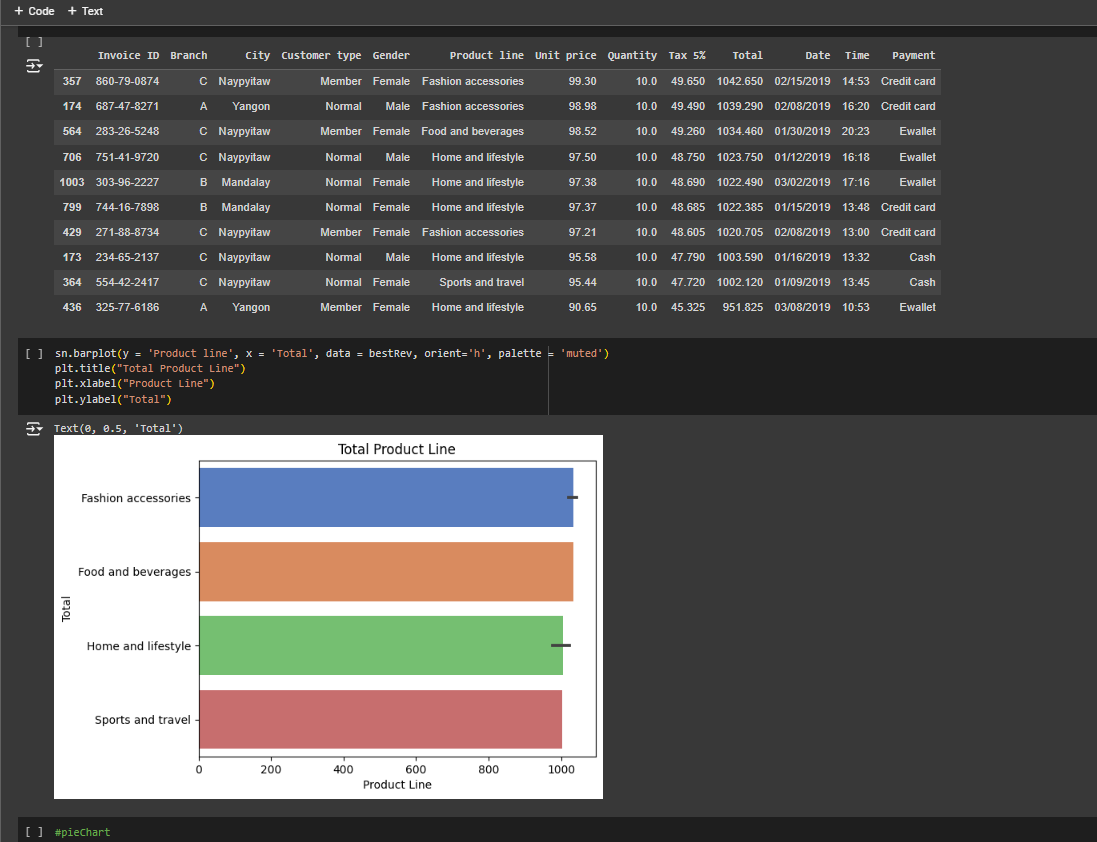 + Code + Text
[ ]
Invoice ID Branch City Customer type Gender Product line Unit price Quantity Tax 5% Total Date Time Payment
357 860-79-0874 C Naypyitaw Member Female Fashion accessories 99.30 10.0 49.650 1042.650 02/15/2019 14:53 Credit card
174 687-47-8271 A Yangon Normal Male Fashion accessories 98.98 10.0 49.490 1039.290 02/08/2019 16:20 Credit card
564 283-26-5248 C Naypyitaw Member Female Food and beverages 98.52 10.0 49.260 1034.460 01/30/2019 20:23 Ewallet
706 751-41-9720 C Naypyitaw Normal Male Home and lifestyle 97.50 10.0 48.750 1023.750 01/12/2019 16:18 Ewallet
1003 303-96-2227 B Mandalay Normal Female Home and lifestyle 97.38 10.0 48.690 1022.490 03/02/2019 17:16 Ewallet
799 744-16-7898 B Mandalay Normal Female Home and lifestyle 97.37 10.0 48.685 1022.385 01/15/2019 13:48 Credit card
429 271-88-8734 C Naypyitaw Member Female Fashion accessories 97.21 10.0 48.605 1020.705 02/08/2019 13:00 Credit card
173 234-65-2137 C Naypyitaw Normal Male Home and lifestyle 95.58 10.0 47.790 1003.590 01/16/2019 13:32 Cash
364 554-42-2417 C Naypyitaw Normal Female Sports and travel 95.44 10.0 47.720 1002.120 01/09/2019 13:45 Cash
436 325-77-6186 A Yangon Member Female Home and lifestyle 90.65 10.0 45.325 951.825 03/08/2019 10:53 Ewallet
[ ] sn.barplot(y = 'Product line', x = 'Total', data = bestRev, orient='h', palette = 'muted')
plt.title("Total Product Line")
plt.xlabel("Product Line")
plt.ylabel("Total")
Text(0, 0.5, 'Total')
Total Product Line
Fashion accessories
Food and beverages
Total
Home and lifestyle
Sports and travel
0 200 400 600 800 1000
Product Line
[ ] #pieChart